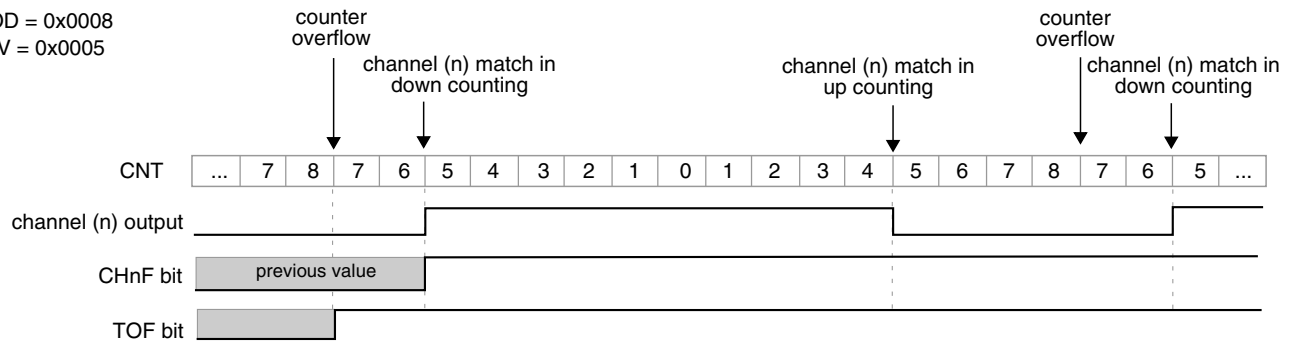 OD = 0x0008
V = 0x0005
counter
overflow
channel (n) match in
down counting
channel (n) match in
up counting
counter
overflow
channel (n) match in
down counting
CNT ... 7 8 7 6 5 4 3 2 1 0 1 2 3 4 5 6 7 8 7 6 5 ...
channel (n) output
CHnF bit previous value
TOF bit